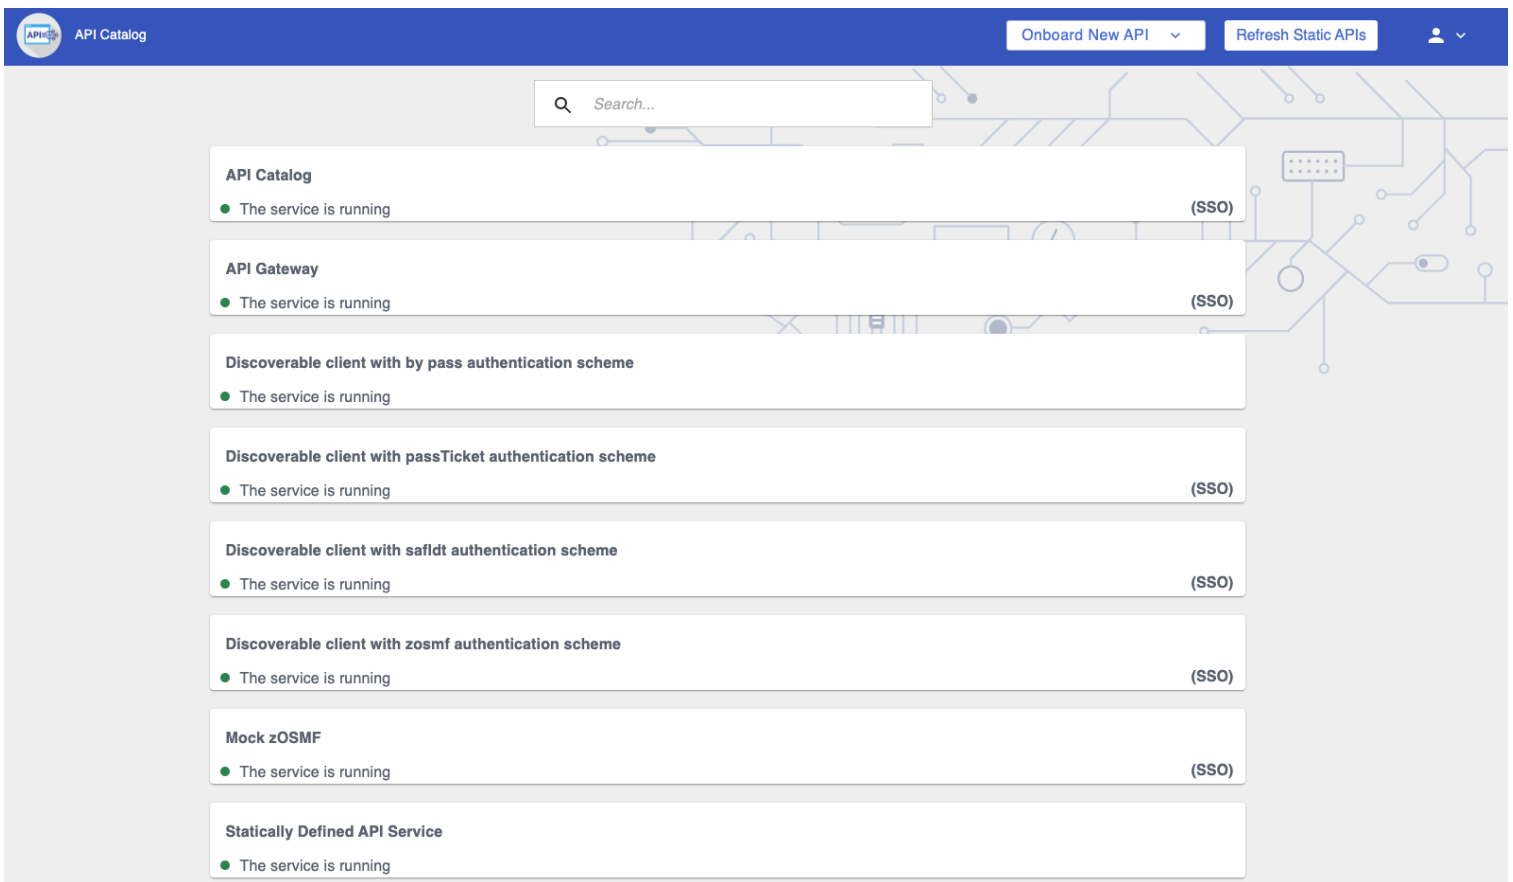 API
API Catalog
Onboard New API
Refresh Static APIs
Search...
API Catalog
The service is running
(SSO)
API Gateway
The service is running
(SSO)
Discoverable client with by pass authentication scheme
The service is running
Discoverable client with passTicket authentication scheme
The service is running
(SSO)
Discoverable client with safIdt authentication scheme
The service is running
(SSO)
Discoverable client with zosmf authentication scheme
The service is running
(SSO)
Mock zOSMF
The service is running
(SSO)
Statically Defined API Service
The service is running